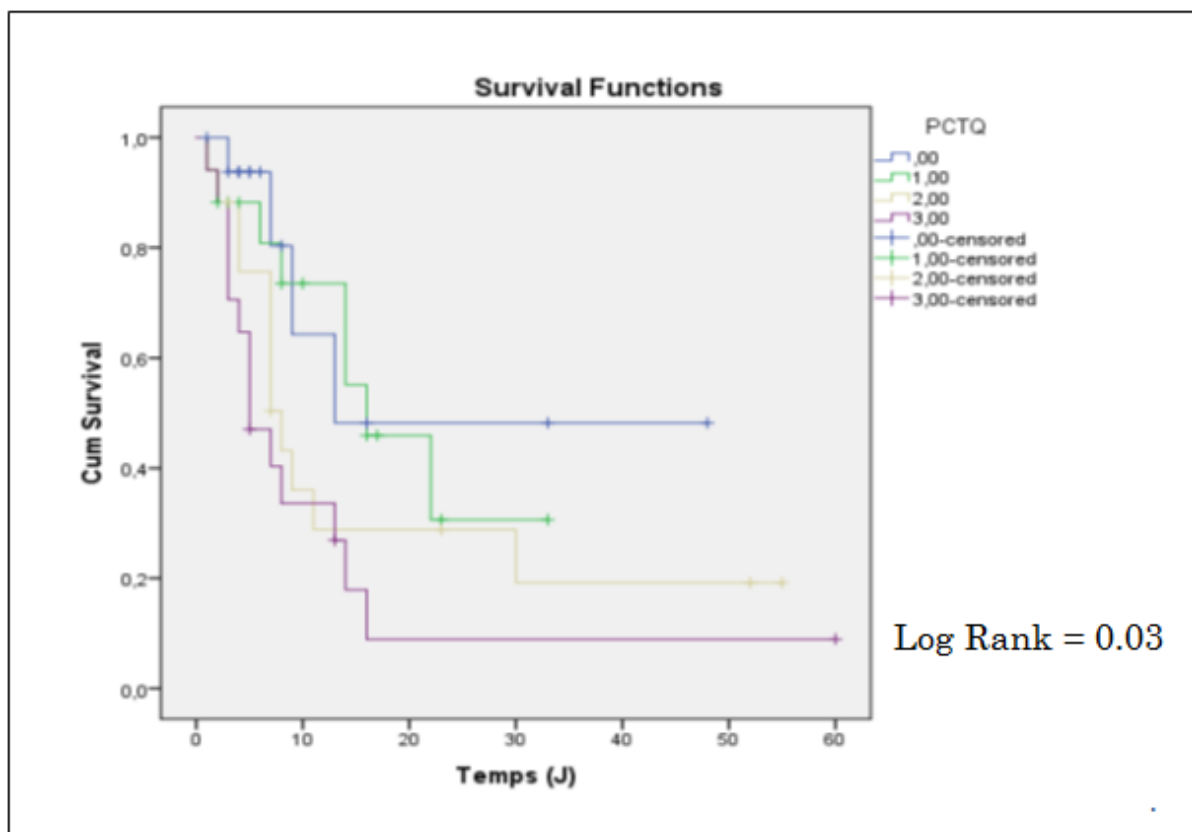 Survival Functions
PCTQ
,00
1,00
2,00
3,00
,00-censored
1,00-censored
2,00-censored
3,00-censored
1,0
0,8
0,6
0,4
0,2
0,0
Cum Survival
0 10 20 30 40 50 60
Temps (J)
Log Rank = 0.03